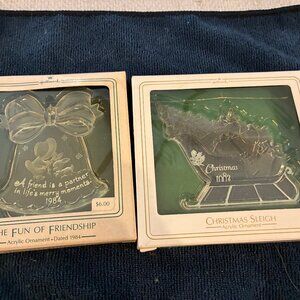 A friend is a partner
in life's merry moments.
1984
$6.00
THE FUN OF FRIENDSHIP
Acrylic Ornament • Dated 1984
Christmas
1984
CHRISTMAS SLEIGH
Acrylic Ornament